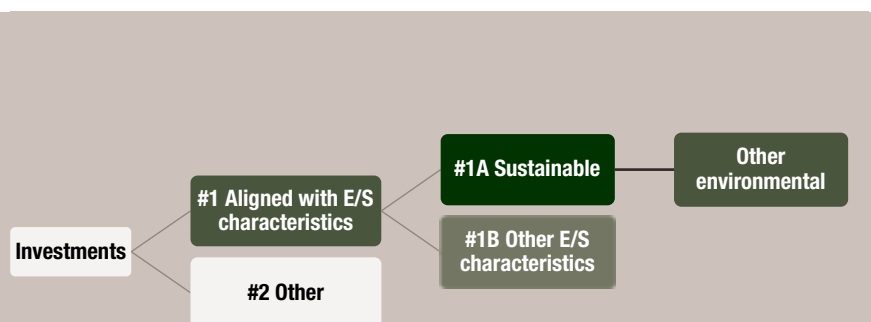 Investments
#1 Aligned with E/S
characteristics
#2 Other
#1A Sustainable
#1B Other E/S
characteristics
Other
environmental